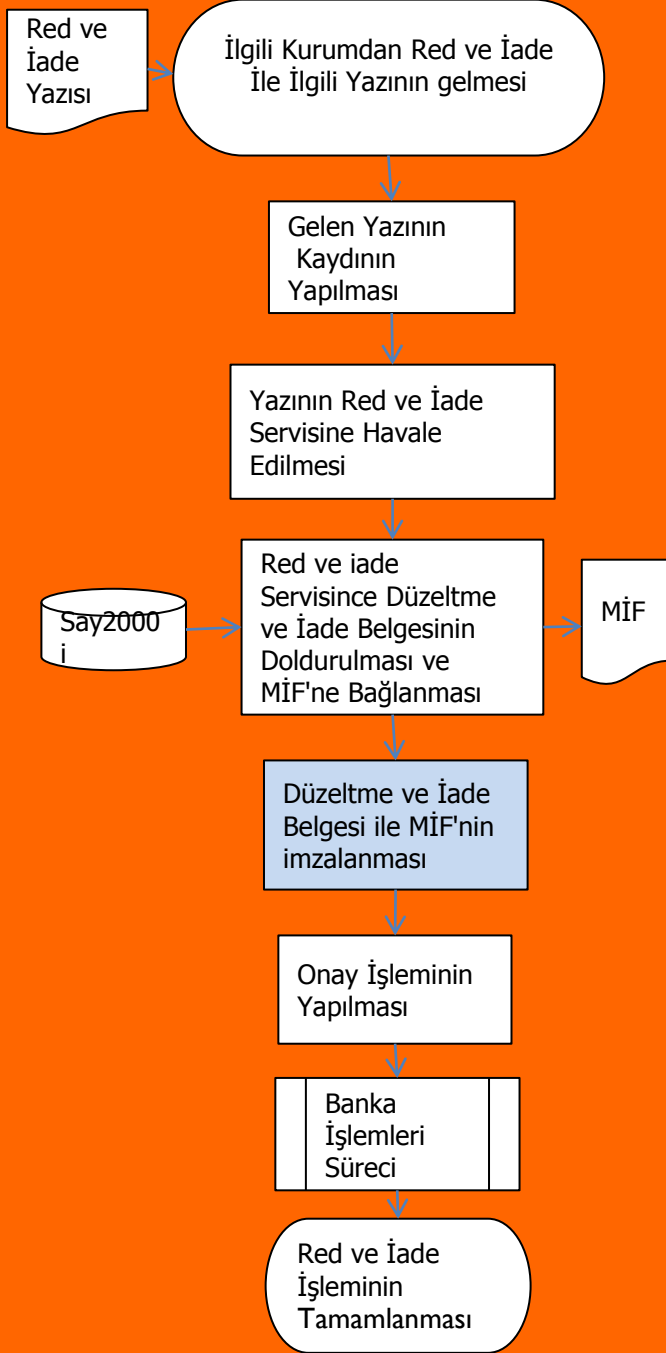 Red ve
İade
Yazısı
İlgili Kurumdan Red ve İade
İle İlgili Yazının gelmesi
Gelen Yazının
Kaydının
Yapılması
Yazının Red ve İade
Servisine Havale
Edilmesi
Say2000
i
Red ve iade
Servisince Düzeltme
ve İade Belgesinin
Doldurulması ve
MİF'ne Bağlanması
MİF
Düzeltme ve İade
Belgesi ile MİF'nin
imzalanması
Onay İşleminin
Yapılması
Banka
İşlemleri
Süreci
Red ve İade
İşleminin
Tamamlanması